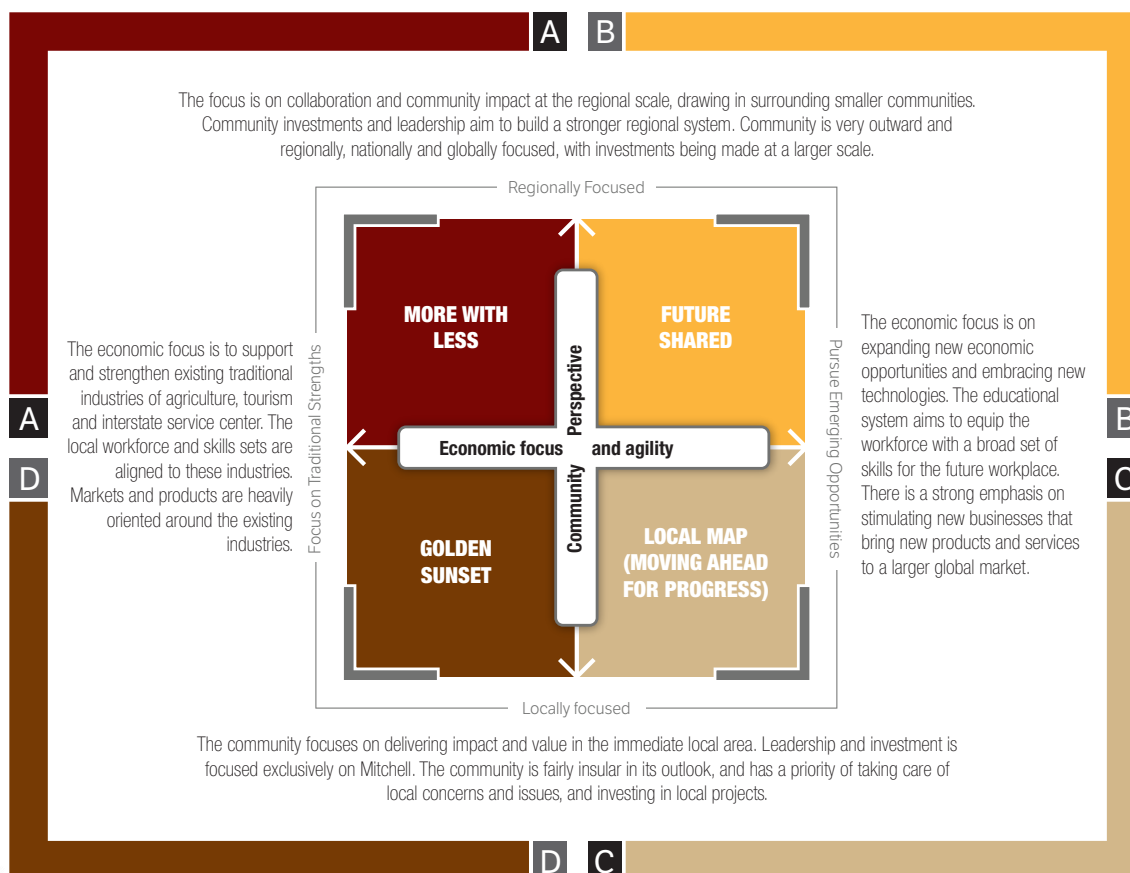 A B
The focus is on collaboration and community impact at the regional scale, drawing in surrounding smaller communities.
Community investments and leadership aim to build a stronger regional system. Community is very outward and
regionally, nationally and globally focused, with investments being made at a larger scale.
Regionally Focused
MORE WITH
LESS
FUTURE
SHARED
The economic focus is to support
and strengthen existing traditional
industries of agriculture, tourism
and interstate service center. The
local workforce and skills sets are
aligned to these industries.
Markets and products are heavily
oriented around the existing
industries.
Focus on Traditional Strengths
Community Perspective
Economic focus and agility
Pursue Emerging Opportunities
The economic focus is on
expanding new economic
opportunities and embracing new
technologies. The educational
system aims to equip the
workforce with a broad set of
skills for the future workplace.
There is a strong emphasis on
stimulating new businesses that
bring new products and services
to a larger global market.
A
D
B
C
GOLDEN
SUNSET
LOCAL MAP
(MOVING AHEAD
FOR PROGRESS)
Locally focused
The community focuses on delivering impact and value in the immediate local area. Leadership and investment is
focused exclusively on Mitchell. The community is fairly insular in its outlook, and has a priority of taking care of
local concerns and issues, and investing in local projects.
D C